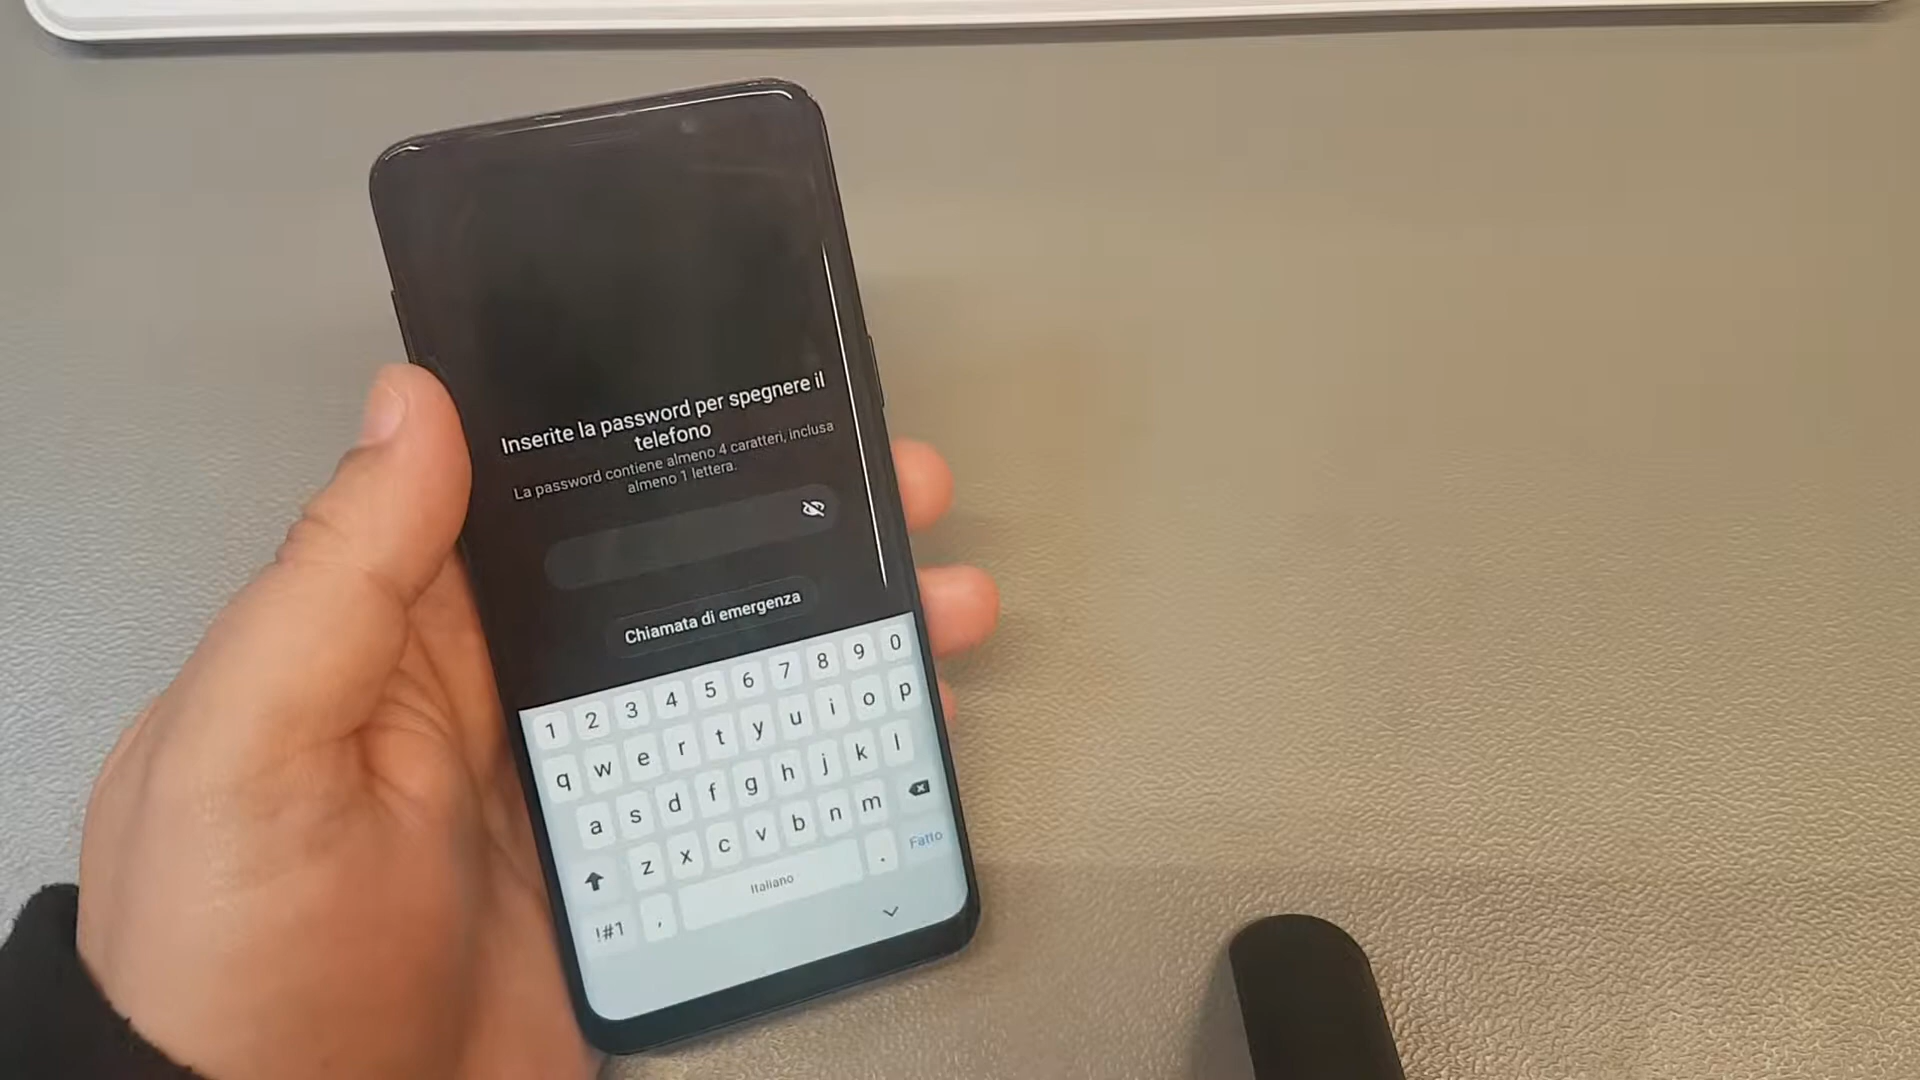 Inserite la password per spegnere il
telefono
La password contiene almeno 4 caratteri, inclusa
almeno 1 lettera.
Chiamata di emergenza
1 2 3 4 5 6 7 8 9 0
q w e r t y u i o p
a s d f g h j k l
z x c v b n m
!#1 , Italiano . Fatto